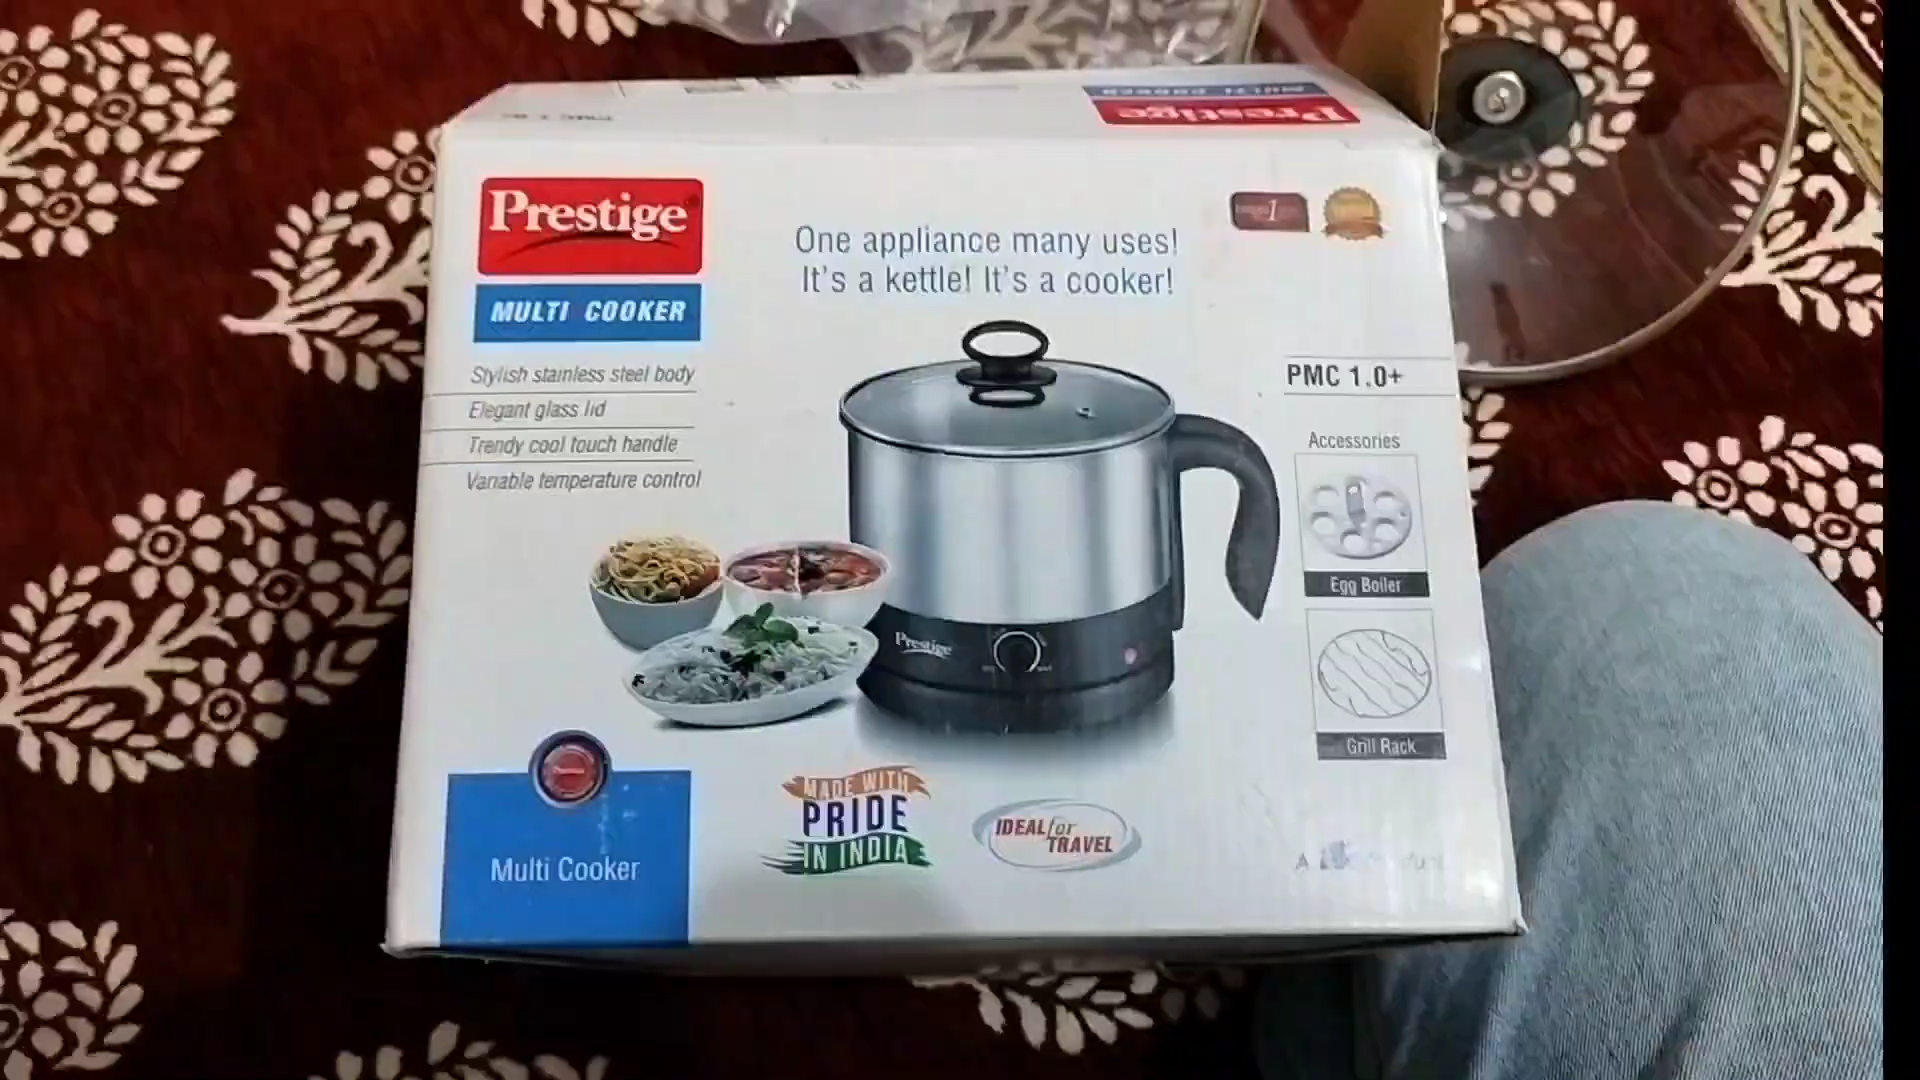 MULTI COOKER
Prestige
Prestige
MULTI COOKER
One appliance many uses!
It's a kettle! It's a cooker!
1
Stylish stainless steel body
Elegant glass lid
Trendy cool touch handle
Variable temperature control
PMC 1.0+
Accessories
Egg Boiler
Grill Rack
Prestige
Prestige
Multi Cooker
MADE WITH
PRIDE
IN INDIA
IDEAL for
TRAVEL
A